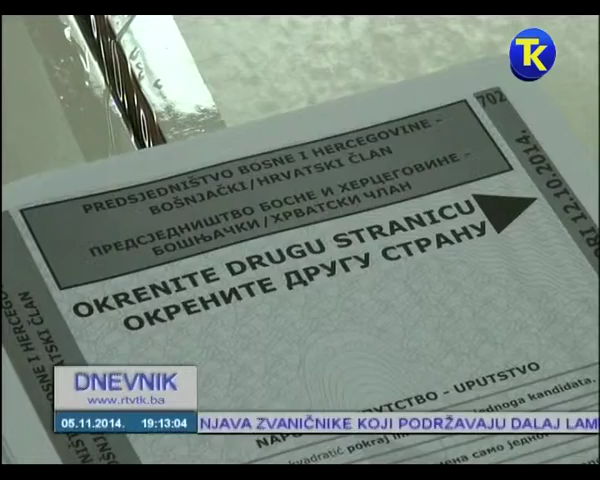 TK
702
PREDSJEDNIŠTVO BOSNE I HERCEGOVINE -
BOŠNJAČKI/HRVATSKI ČLAN
ПРЕДСЈЕДНИШТВО БОСНЕ И ХЕРЦЕГОВИНЕ -
БОШЊАЧКИ/ХРВАТСКИ ЧЛАН
12.10.2014.
OKRENITE DRUGU STRANICU
ОКРЕНИТЕ ДРУГУ СТРАНУ
- UPUTSTVO
kandidata.
DNEVNIK
www.rtvtk.ba
05.11.2014. 19:13:04
NJAVA ZVANIČNIKE KOJI PODRŽAVAJU DALAJ LAM